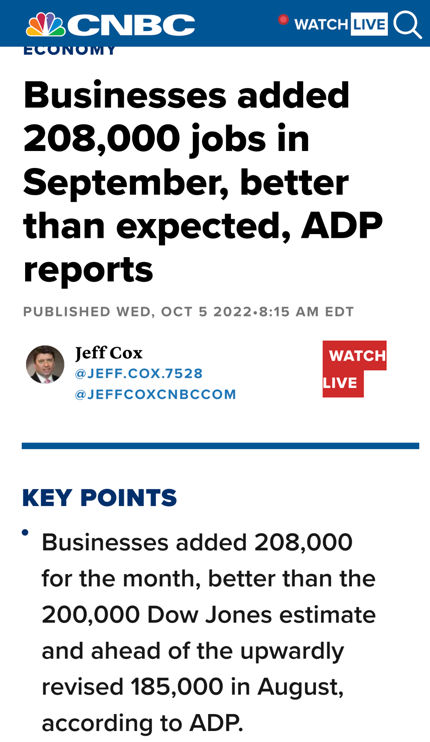 CNBC
WATCH LIVE
ECONOMY
Businesses added
208,000 jobs in
September, better
than expected, ADP
reports
PUBLISHED WED, OCT 5 2022•8:15 AM EDT
Jeff Cox
@JEFF.COX.7528
@JEFFCOXCNBCCOM
WATCH
LIVE
KEY POINTS
• Businesses added 208,000
for the month, better than the
200,000 Dow Jones estimate
and ahead of the upwardly
revised 185,000 in August,
according to ADP.